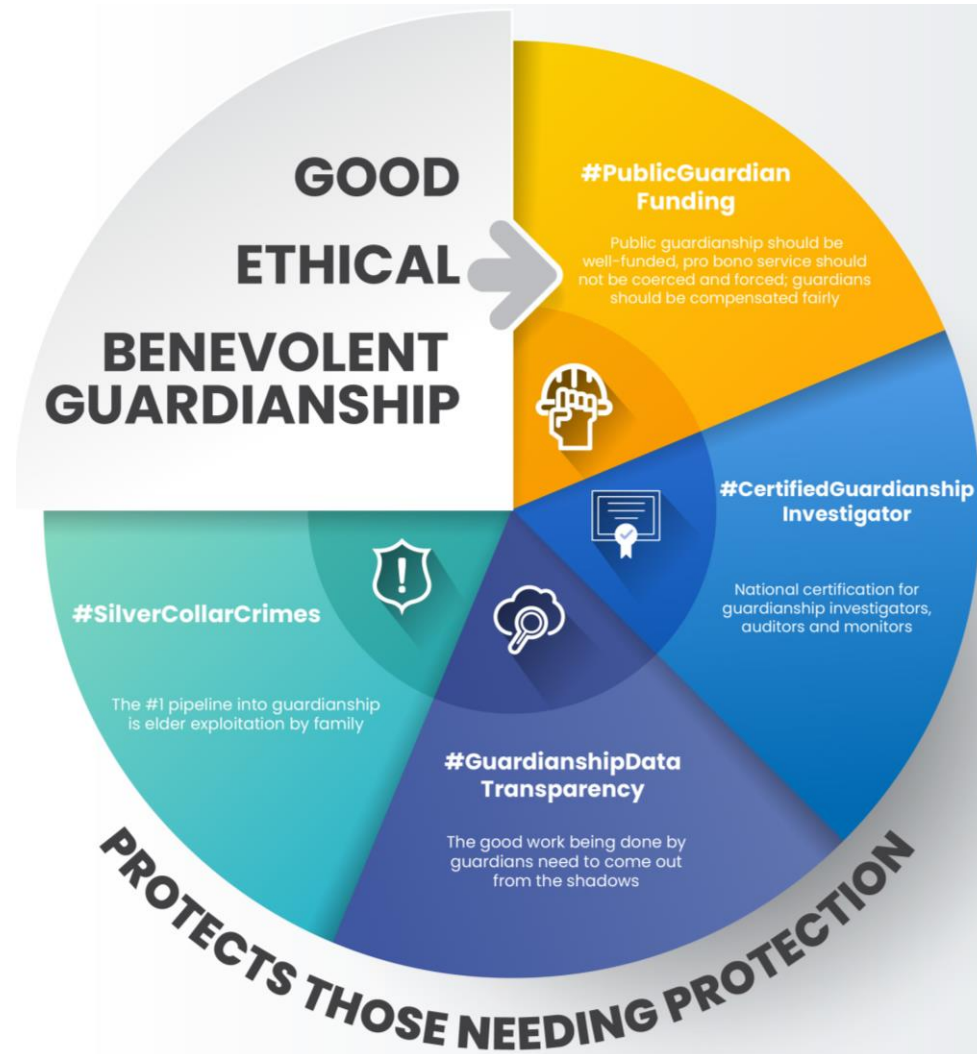 GOOD
ETHICAL
BENEVOLENT
GUARDIANSHIP
#PublicGuardian
Funding
Public guardianship should be
well-funded, pro bono service should
not be coerced and forced; guardians
should be compensated fairly
#CertifiedGuardianship
Investigator
National certification for
guardianship investigators,
auditors and monitors
#GuardianshipData
Transparency
The good work being done by
guardians need to come out
from the shadows
#SilverCollarCrimes
The #1 pipeline into guardianship
is elder exploitation by family
PROTECTS THOSE NEEDING PROTECTION